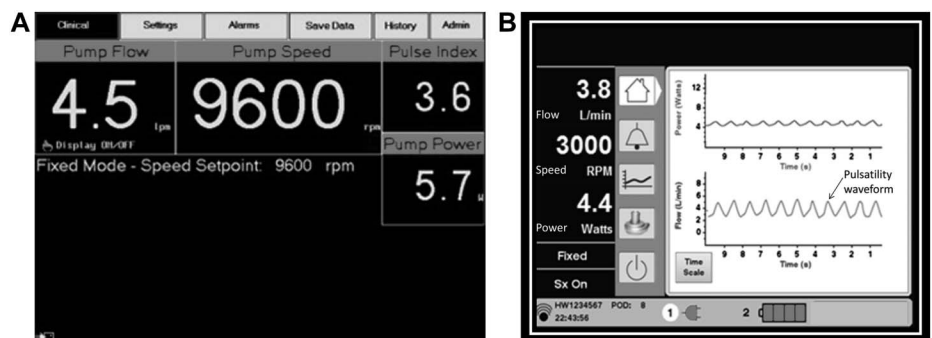 A
Clinical Settings Alarms Save Data History Admin
Pump Flow Pump Speed Pulse Index
4.5 lpm 9600 rpm 3.6
Display ON/OFF
Pump Power
Fixed Mode - Speed Setpoint: 9600 rpm
5.7 w
B
3.8
Flow L/min
3000
Speed RPM
4.4
Power Watts
Fixed
Sx On
Power (Watts)
12
8
4
9 8 7 6 5 4 3 2 1
Time (s)
Pulsatility
waveform
Flow (L/min)
8
6
4
2
0
9 8 7 6 5 4 3 2 1
Time (s)
Time
Scale
HW1234567 POD: 8
22:43:56
1 2